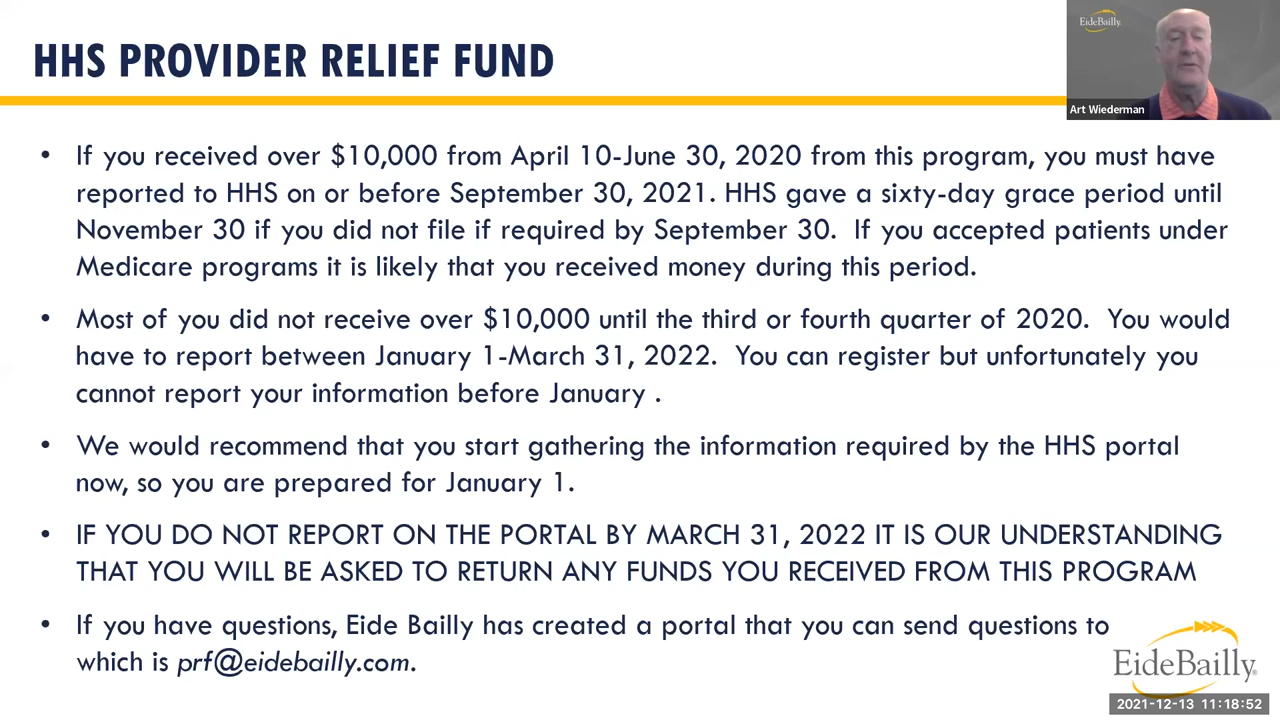 HHS PROVIDER RELIEF FUND
EideBailly.
Art Wiederman
• If you received over $10,000 from April 10-June 30, 2020 from this program, you must have
reported to HHS on or before September 30, 2021. HHS gave a sixty-day grace period until
November 30 if you did not file if required by September 30.  If you accepted patients under
Medicare programs it is likely that you received money during this period.
• Most of you did not receive over $10,000 until the third or fourth quarter of 2020.  You would
have to report between January 1-March 31, 2022.  You can register but unfortunately you
cannot report your information before January .
• We would recommend that you start gathering the information required by the HHS portal
now, so you are prepared for January 1.
• IF YOU DO NOT REPORT ON THE PORTAL BY MARCH 31, 2022 IT IS OUR UNDERSTANDING
THAT YOU WILL BE ASKED TO RETURN ANY FUNDS YOU RECEIVED FROM THIS PROGRAM
• If you have questions, Eide Bailly has created a portal that you can send questions to
which is prf@eidebailly.com.
EideBailly®
2021-12-13 11:18:52